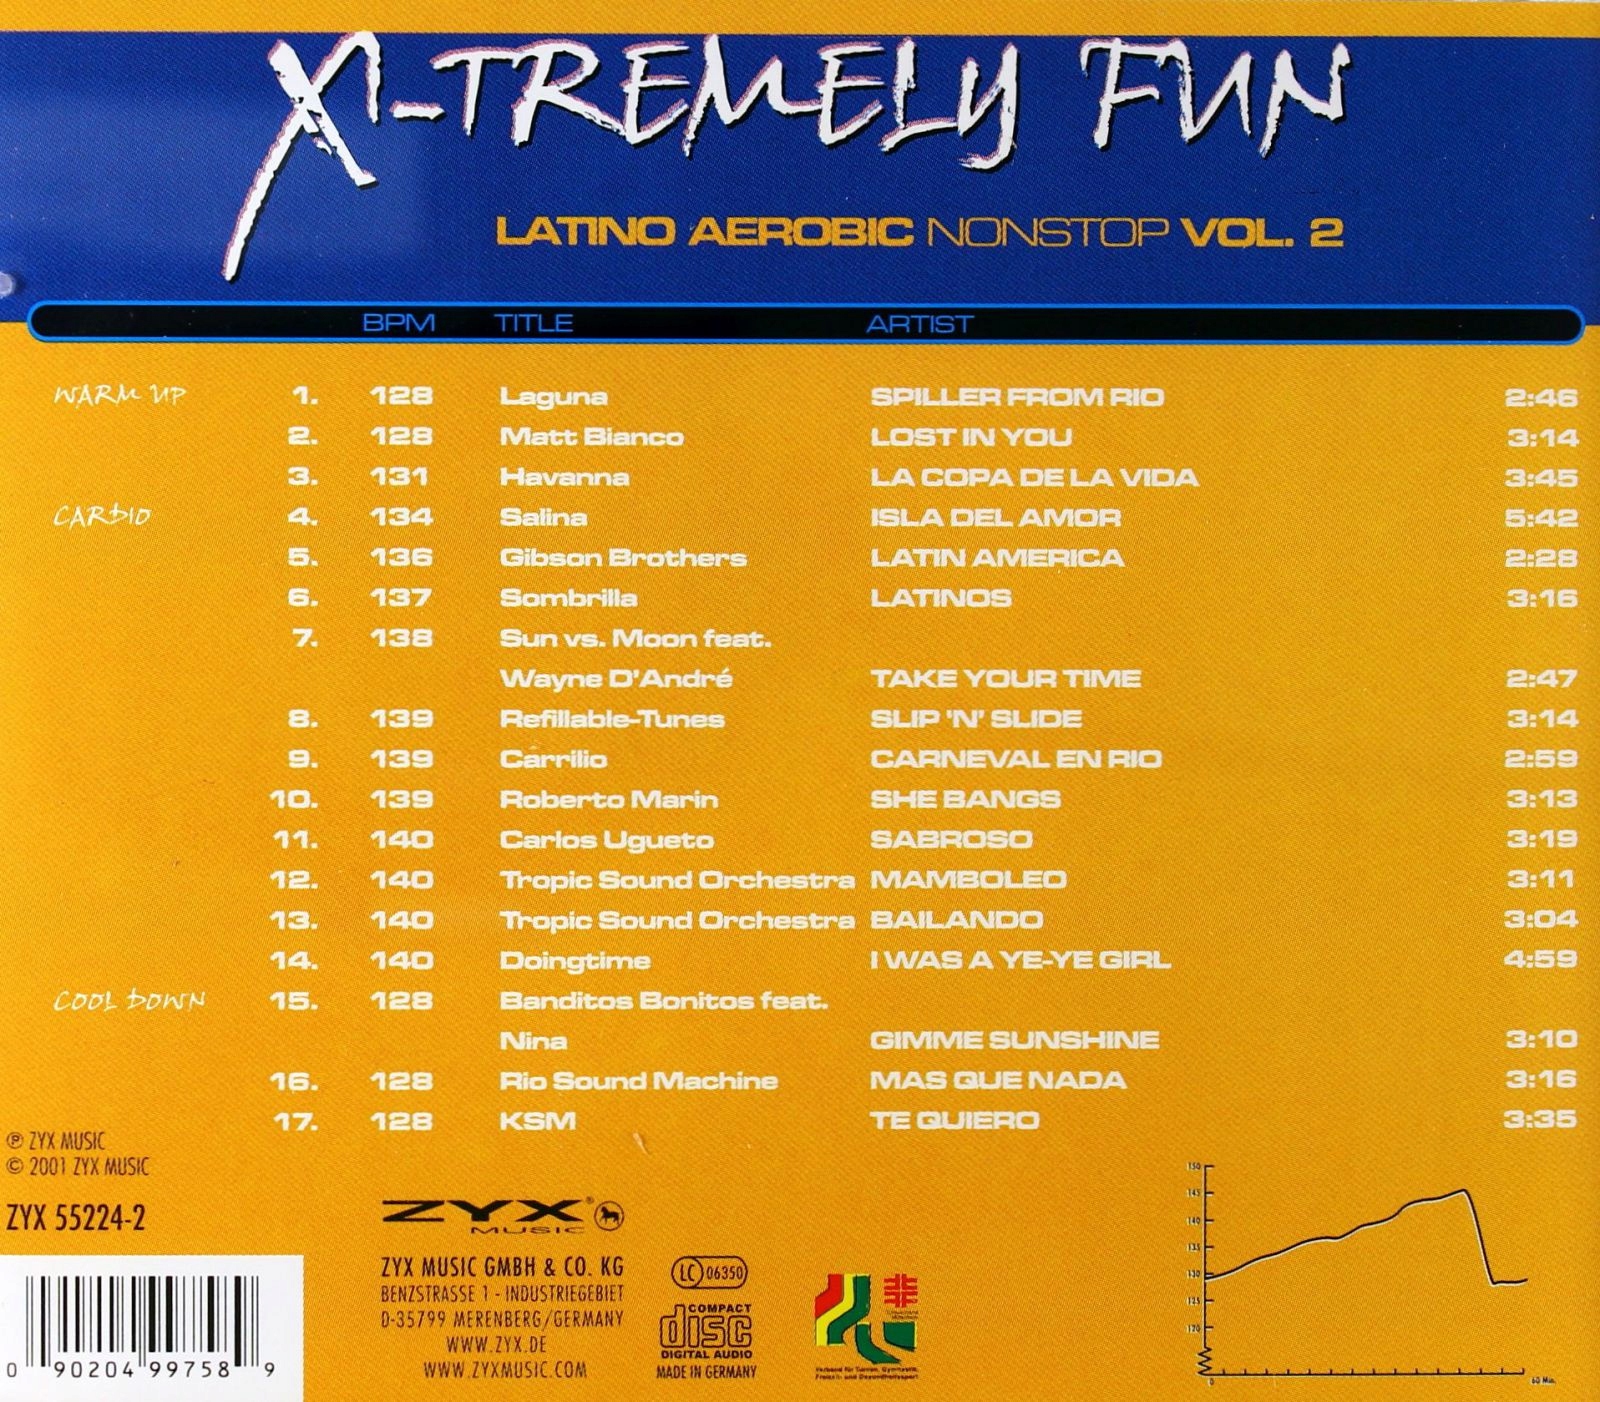 X-TREMELY FUN
LATINO AEROBIC NONSTOP VOL. 2
BPM TITLE ARTIST
WARM UP 1. 128 Laguna SPILLER FROM RIO 2:46
2. 128 Matt Bianco LOST IN YOU 3:14
3. 131 Havanna LA COPA DE LA VIDA 3:45
CARDIO 4. 134 Salina ISLA DEL AMOR 5:42
5. 136 Gibson Brothers LATIN AMERICA 2:28
6. 137 Sombrilla LATINOS 3:16
7. 138 Sun vs. Moon feat.
Wayne D'André TAKE YOUR TIME 2:47
8. 139 Refillable-Tunes SLIP 'N' SLIDE 3:14
9. 139 Carrilio CARNEVAL EN RIO 2:59
10. 139 Roberto Marin SHE BANGS 3:13
11. 140 Carlos Ugueto SABROSO 3:19
12. 140 Tropic Sound Orchestra MAMBOLEO 3:11
13. 140 Tropic Sound Orchestra BAILANDO 3:04
14. 140 Doingtime I WAS A YE-YE GIRL 4:59
COOL DOWN 15. 128 Banditos Bonitos feat.
Nina GIMME SUNSHINE 3:10
16. 128 Rio Sound Machine MAS QUE NADA 3:16
17. 128 KSM TE QUIERO 3:35
℗ ZYX MUSIC
© 2001 ZYX MUSIC
ZYX 55224-2
0 90204 99758 9
ZYX®
MUSIC
ZYX MUSIC GMBH & CO. KG
BENZSTRASSE 1 - INDUSTRIEGEBIET
D-35799 MERENBERG/GERMANY
WWW.ZYX.DE
WWW.ZYXMUSIC.COM
LC 06350
COMPACT
disc
DIGITAL AUDIO
MADE IN GERMANY
Verband für Turnen, Gymnastik,
Freizeit- und Gesundheitssport
150
145
140
135
130
125
120
0 60 Min.